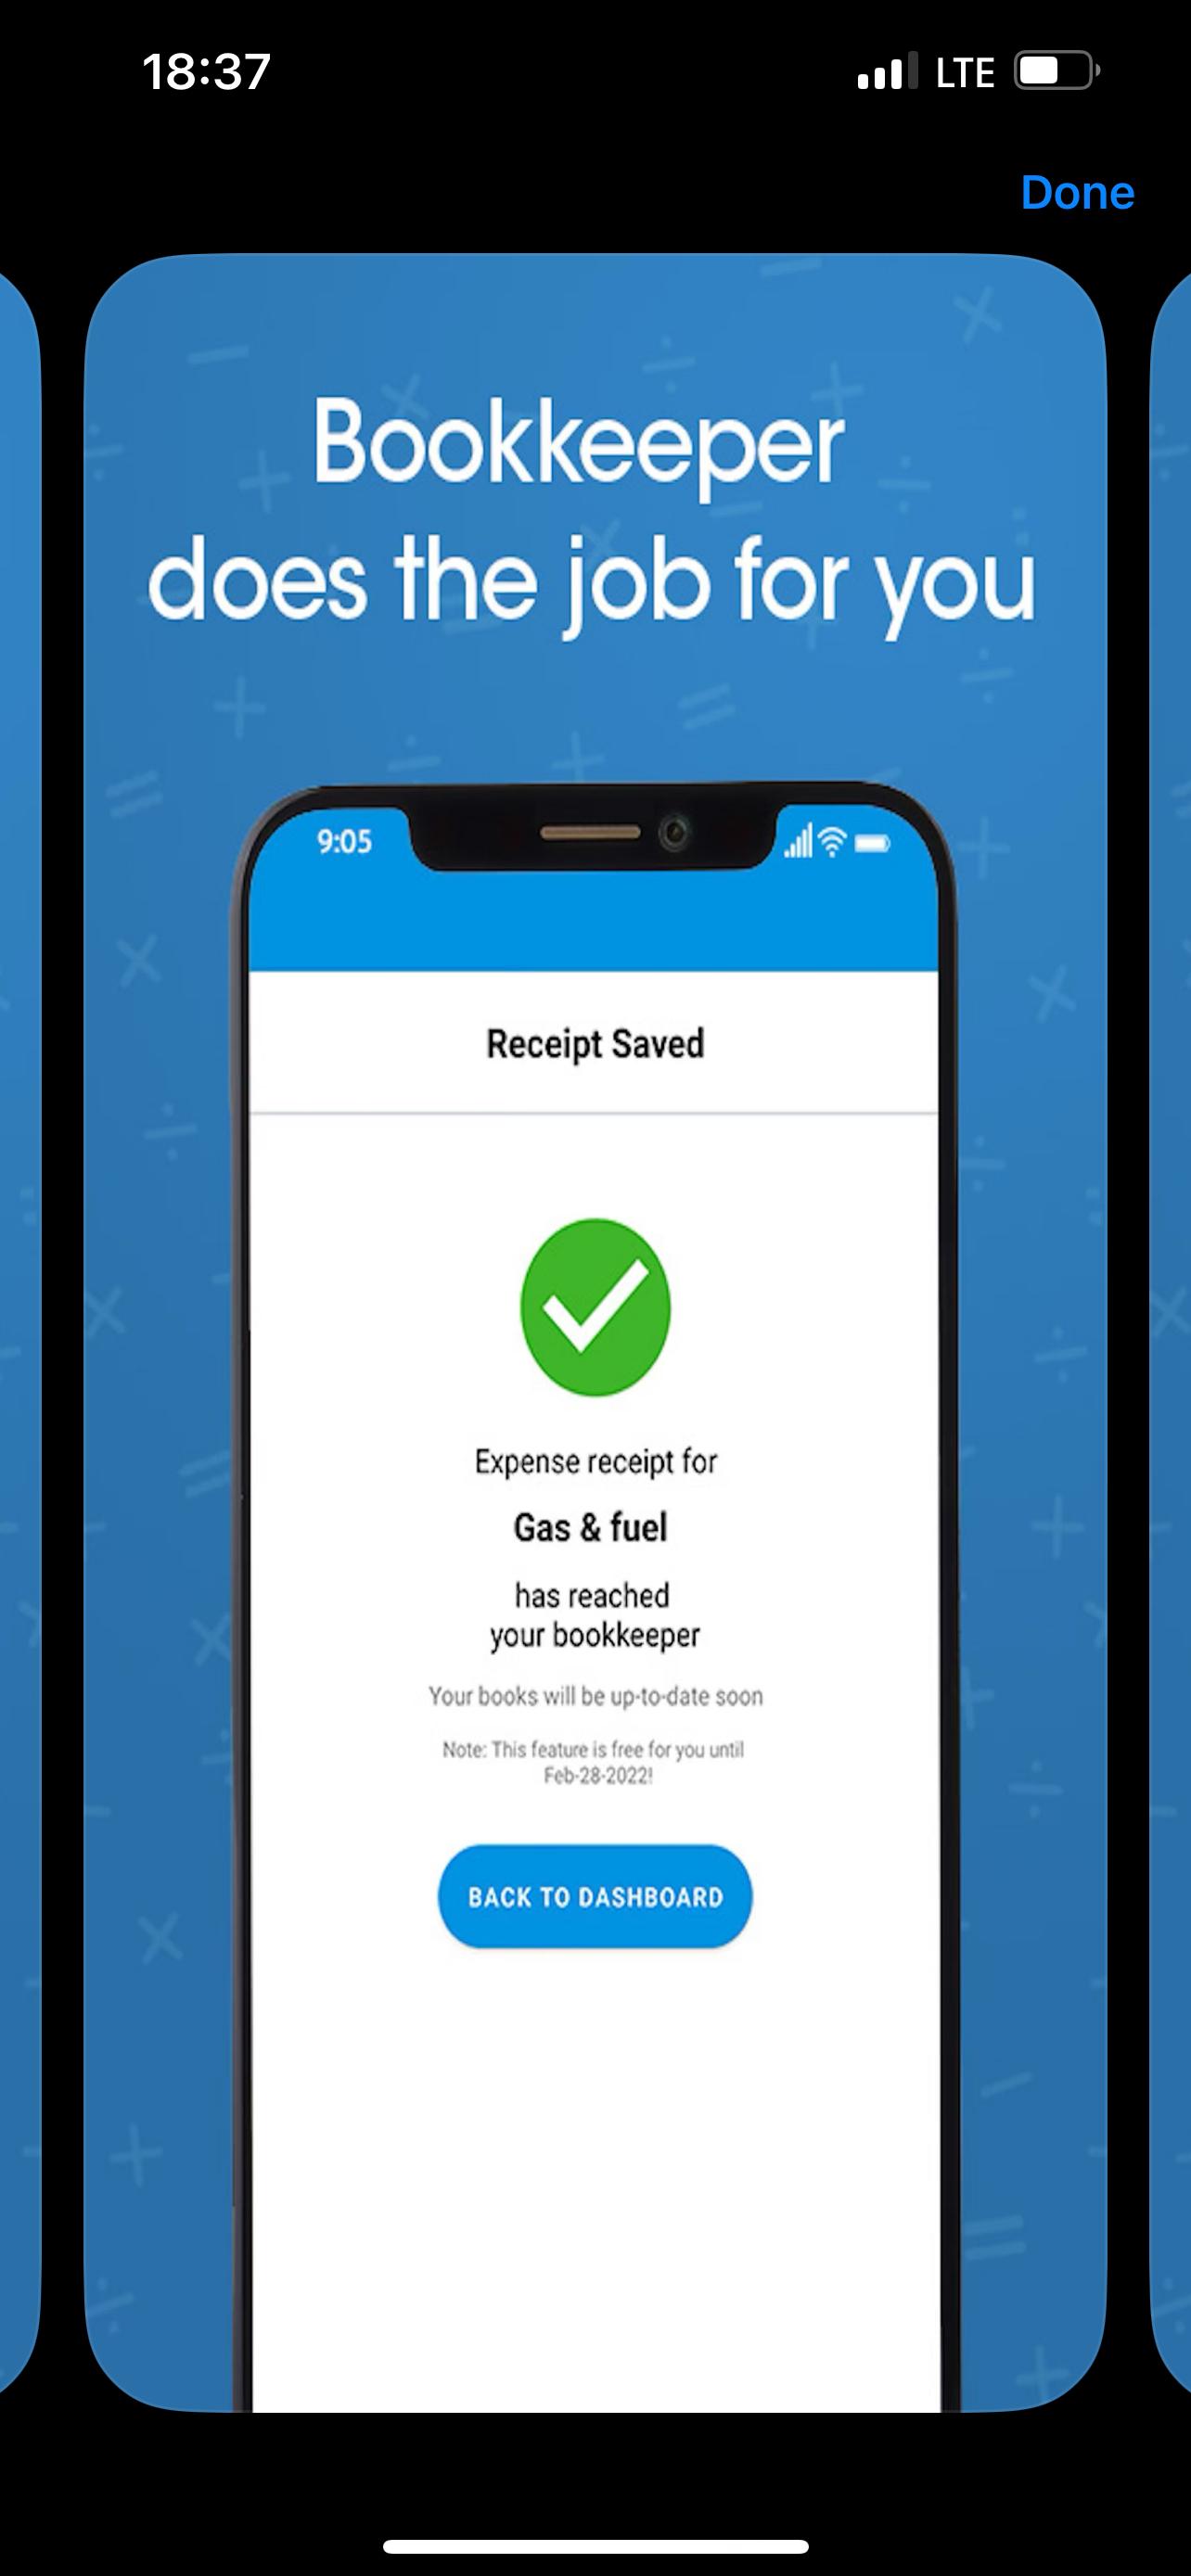 18:37
LTE
Done
Bookkeeper
does the job for you
9:05
Receipt Saved
Expense receipt for
Gas & fuel
has reached
your bookkeeper
Your books will be up-to-date soon
Note: This feature is free for you until
Feb-28-2022!
BACK TO DASHBOARD